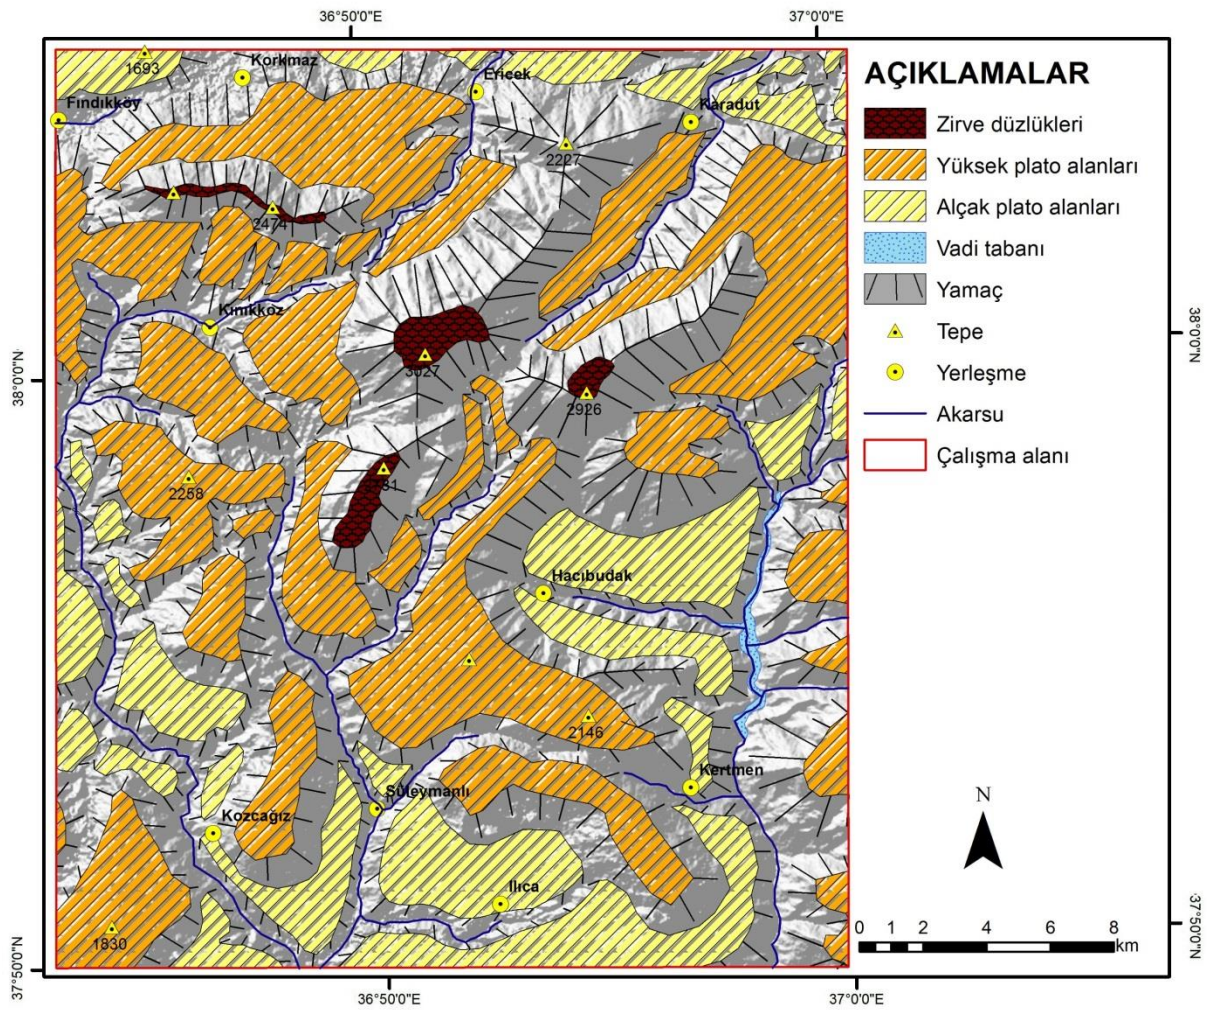 36°50'0"E
37°0'0"E
1693
Korkmaz
Ericek
Fındıkköy
Karadut
2227
2474
Kınıkköz
3027
2926
2258
Hacıbudak
2146
Kertmen
Süleymanlı
Kozcağız
Ilıca
1830
38°0'0"N
37°50'0"N
38°0'0"N
37°50'0"N
36°50'0"E
37°0'0"E
AÇIKLAMALAR
Zirve düzlükleri
Yüksek plato alanları
Alçak plato alanları
Vadi tabanı
Yamaç
Tepe
Yerleşme
Akarsu
Çalışma alanı
N
0 1 2 4 6 8
km